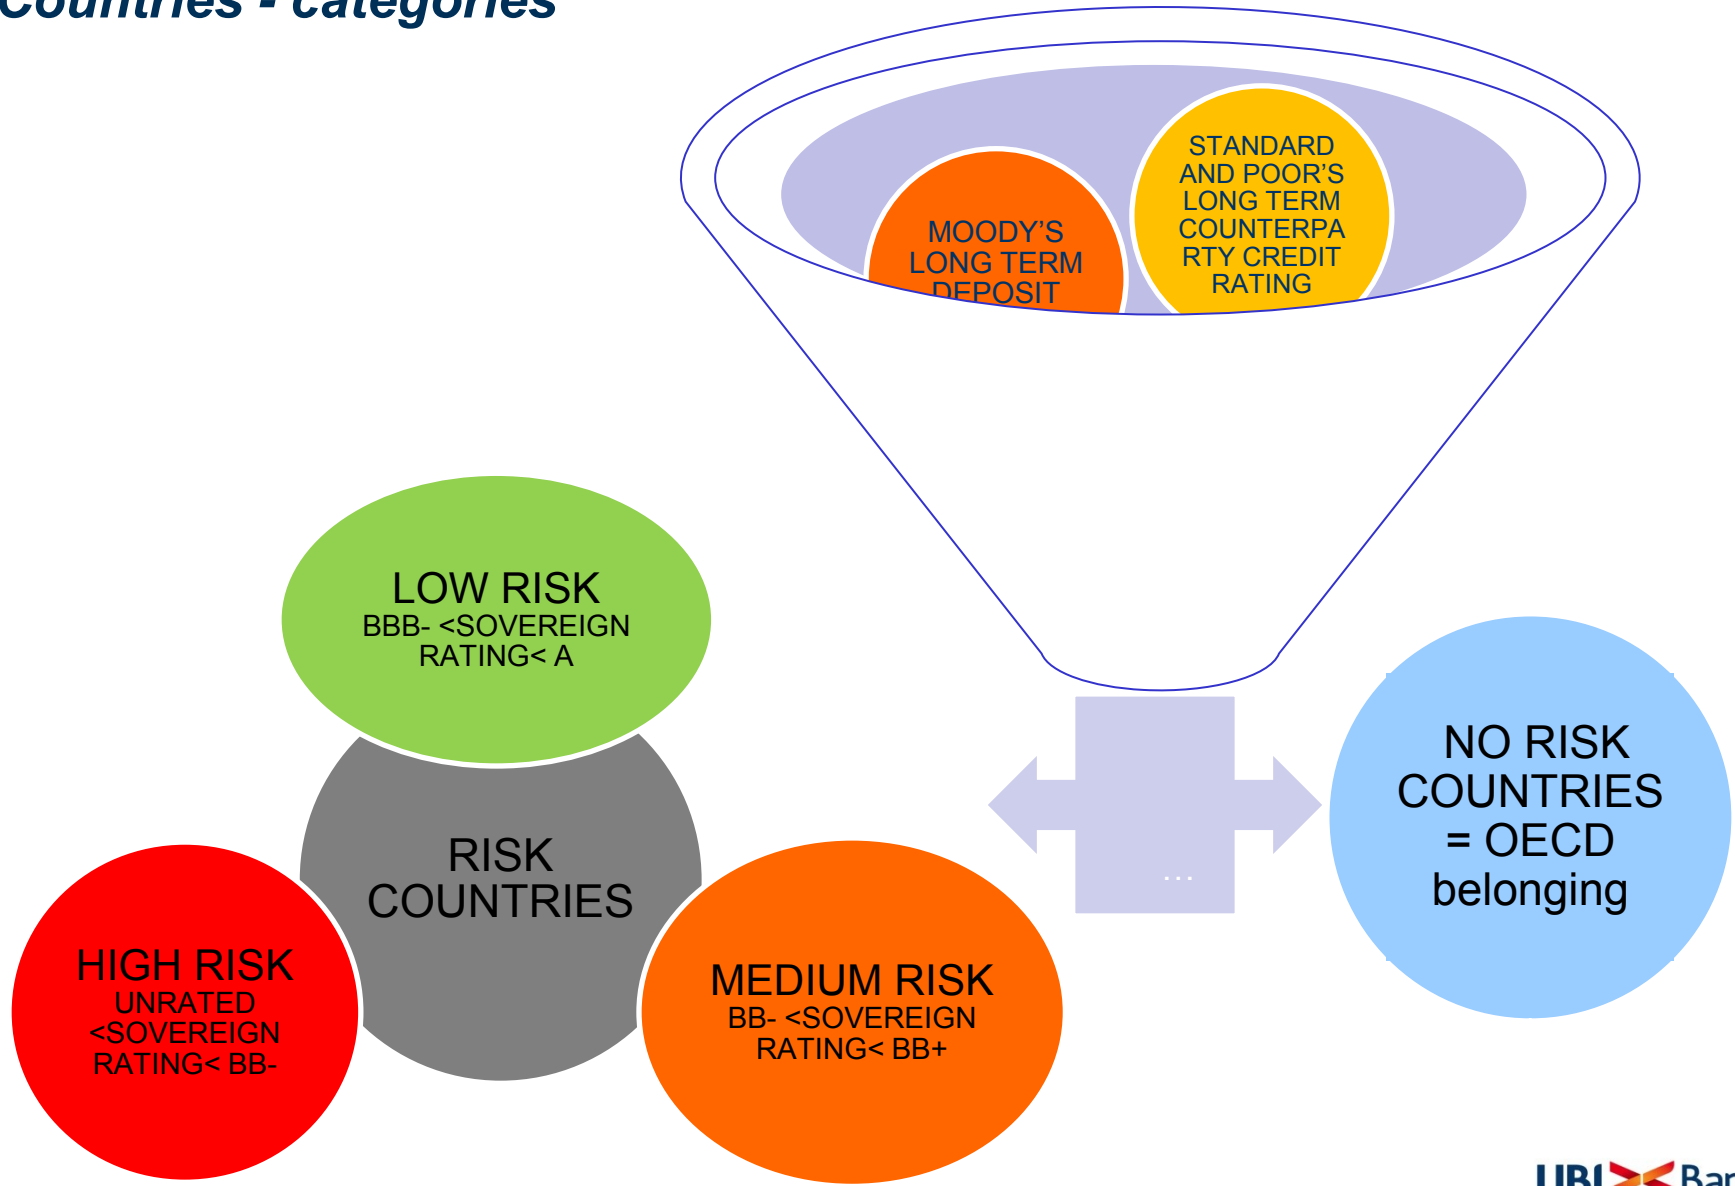 Countries - categories
STANDARD
AND POOR'S
LONG TERM
COUNTERPA
RTY CREDIT
RATING
MOODY'S
LONG TERM
DEPOSIT
LOW RISK
BBB- <SOVEREIGN
RATING< A
RISK
COUNTRIES
HIGH RISK
UNRATED
<SOVEREIGN
RATING< BB-
MEDIUM RISK
BB- <SOVEREIGN
RATING< BB+
...
NO RISK
COUNTRIES
= OECD
belonging
UBI Ban